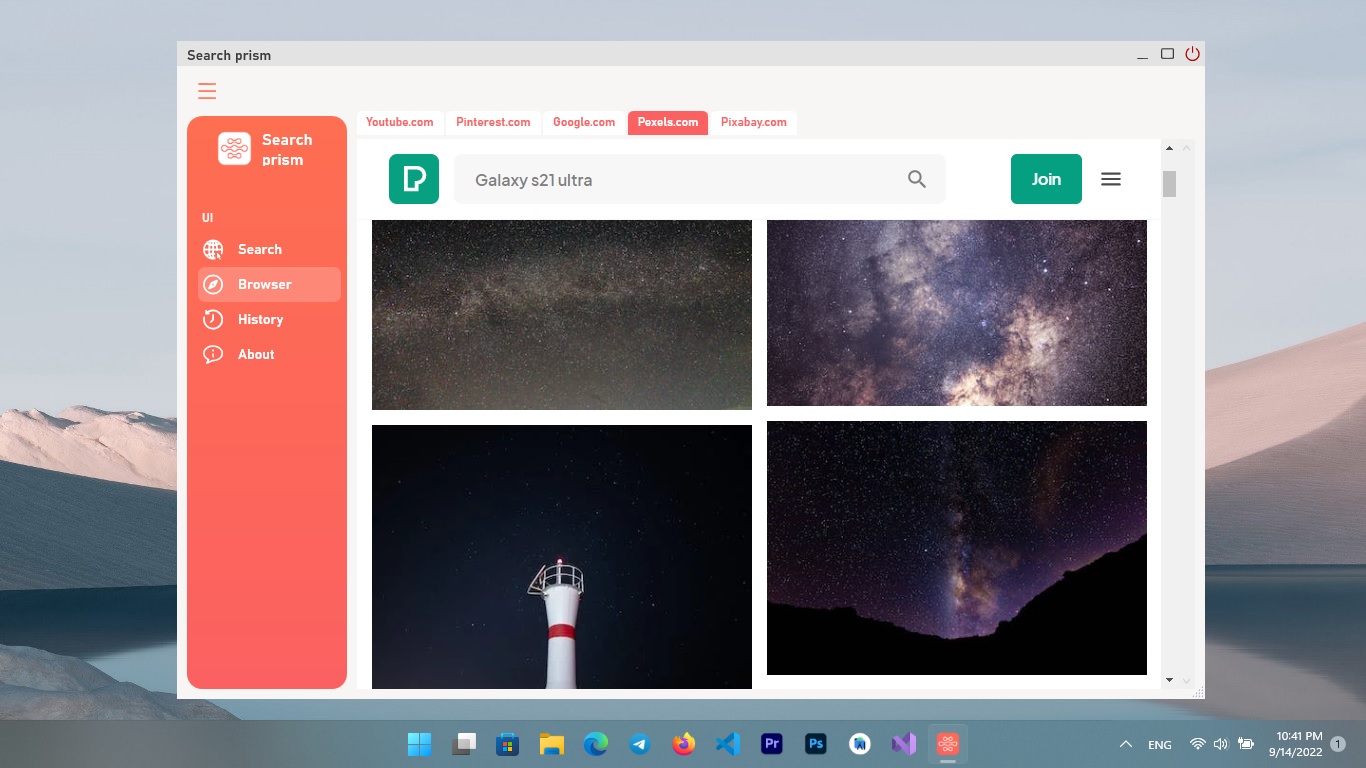 Search prism
Youtube.com
Pinterest.com
Google.com
Pexels.com
Pixabay.com
Search
prism
Galaxy s21 ultra
Join
UI
Search
Browser
History
About
Pr
Ps
ENG
10:41 PM
9/14/2022
1